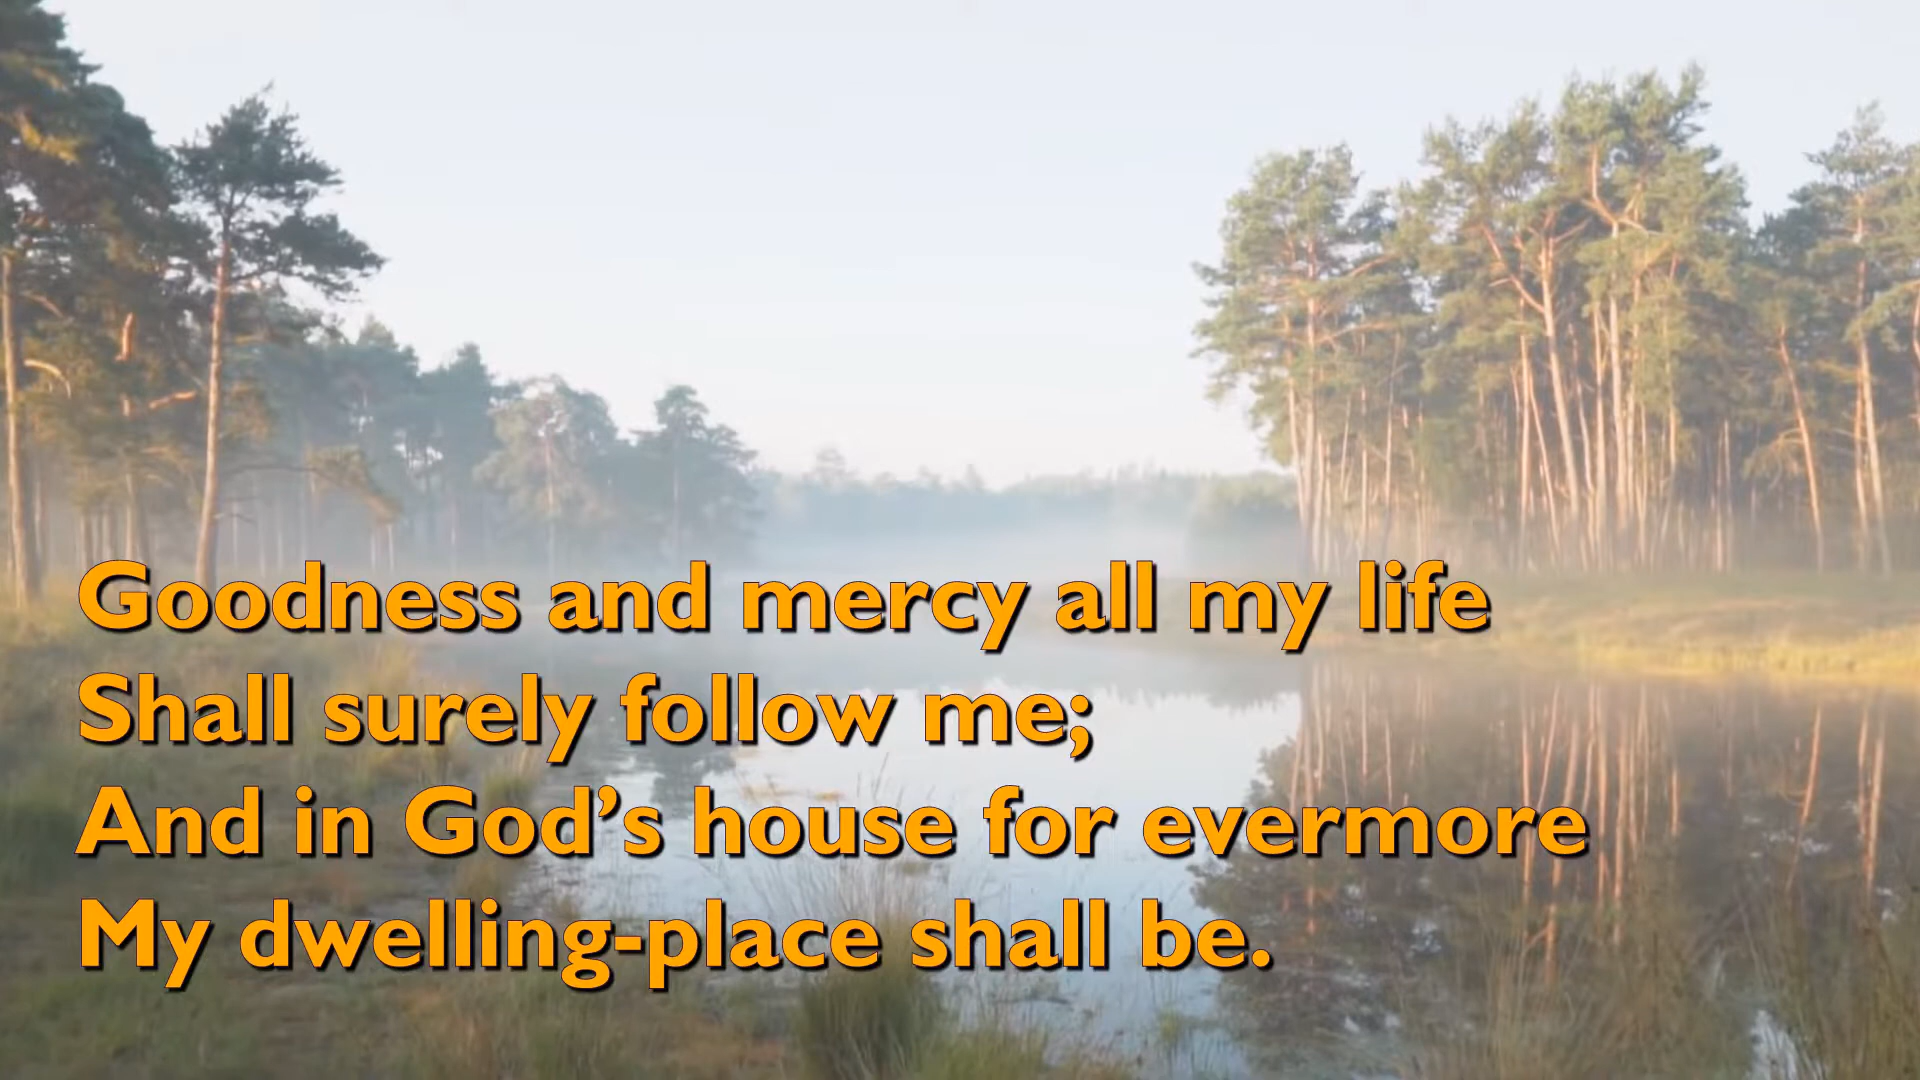 Goodness and mercy all my life
Shall surely follow me;
And in God’s house for evermore
My dwelling-place shall be.